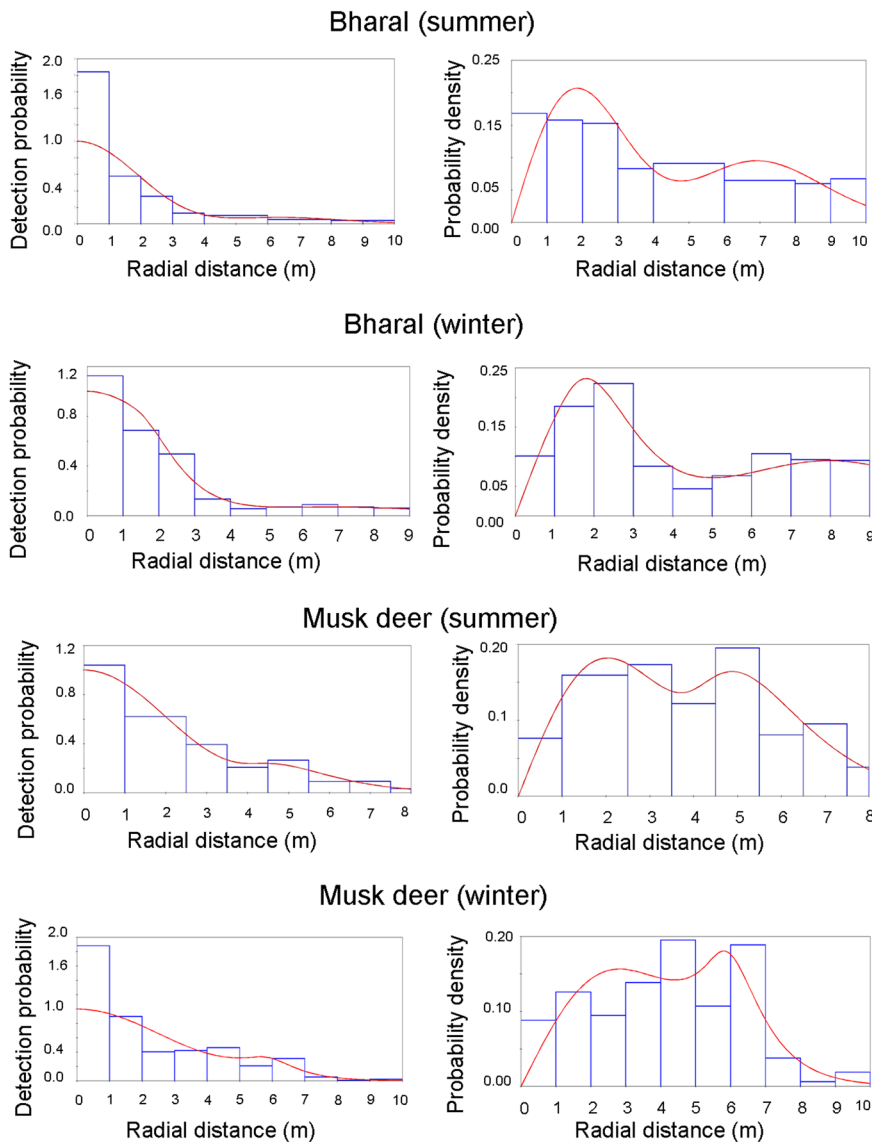 Bharal (summer)
Detection probability
2.0
1.6
1.0
0.4
0.0
0 1 2 3 4 5 6 7 8 9 10
Radial distance (m)
Probability density
0.25
0.15
0.05
0.00
0 1 2 3 4 5 6 7 8 9 10
Radial distance (m)
Bharal (winter)
Detection probability
1.2
0.8
0.4
0.0
0 1 2 3 4 5 6 7 8 9
Radial distance (m)
Probability density
0.25
0.15
0.05
0.00
0 1 2 3 4 5 6 7 8 9
Radial distance (m)
Musk deer (summer)
Detection probability
1.2
0.8
0.4
0.0
0 1 2 3 4 5 6 7 8
Radial distance (m)
Probability density
0.20
0.1
0.00
0 1 2 3 4 5 6 7 8
Radial distance (m)
Musk deer (winter)
Detection probability
2.0
1.6
1.0
0.4
0.0
0 1 2 3 4 5 6 7 8 9 10
Radial distance (m)
Probability density
0.20
0.10
0.00
0 1 2 3 4 5 6 7 8 9 10
Radial distance (m)